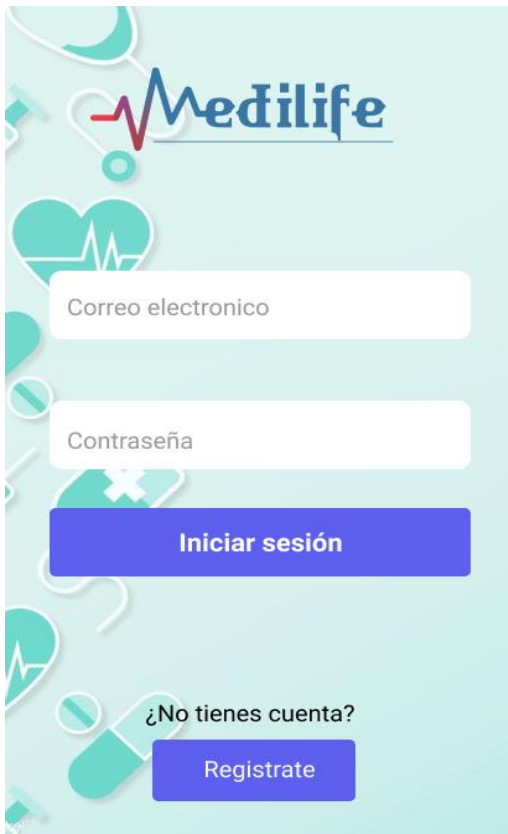 Medilife
Correo electronico
Contraseña
Iniciar sesión
¿No tienes cuenta?
Registrate